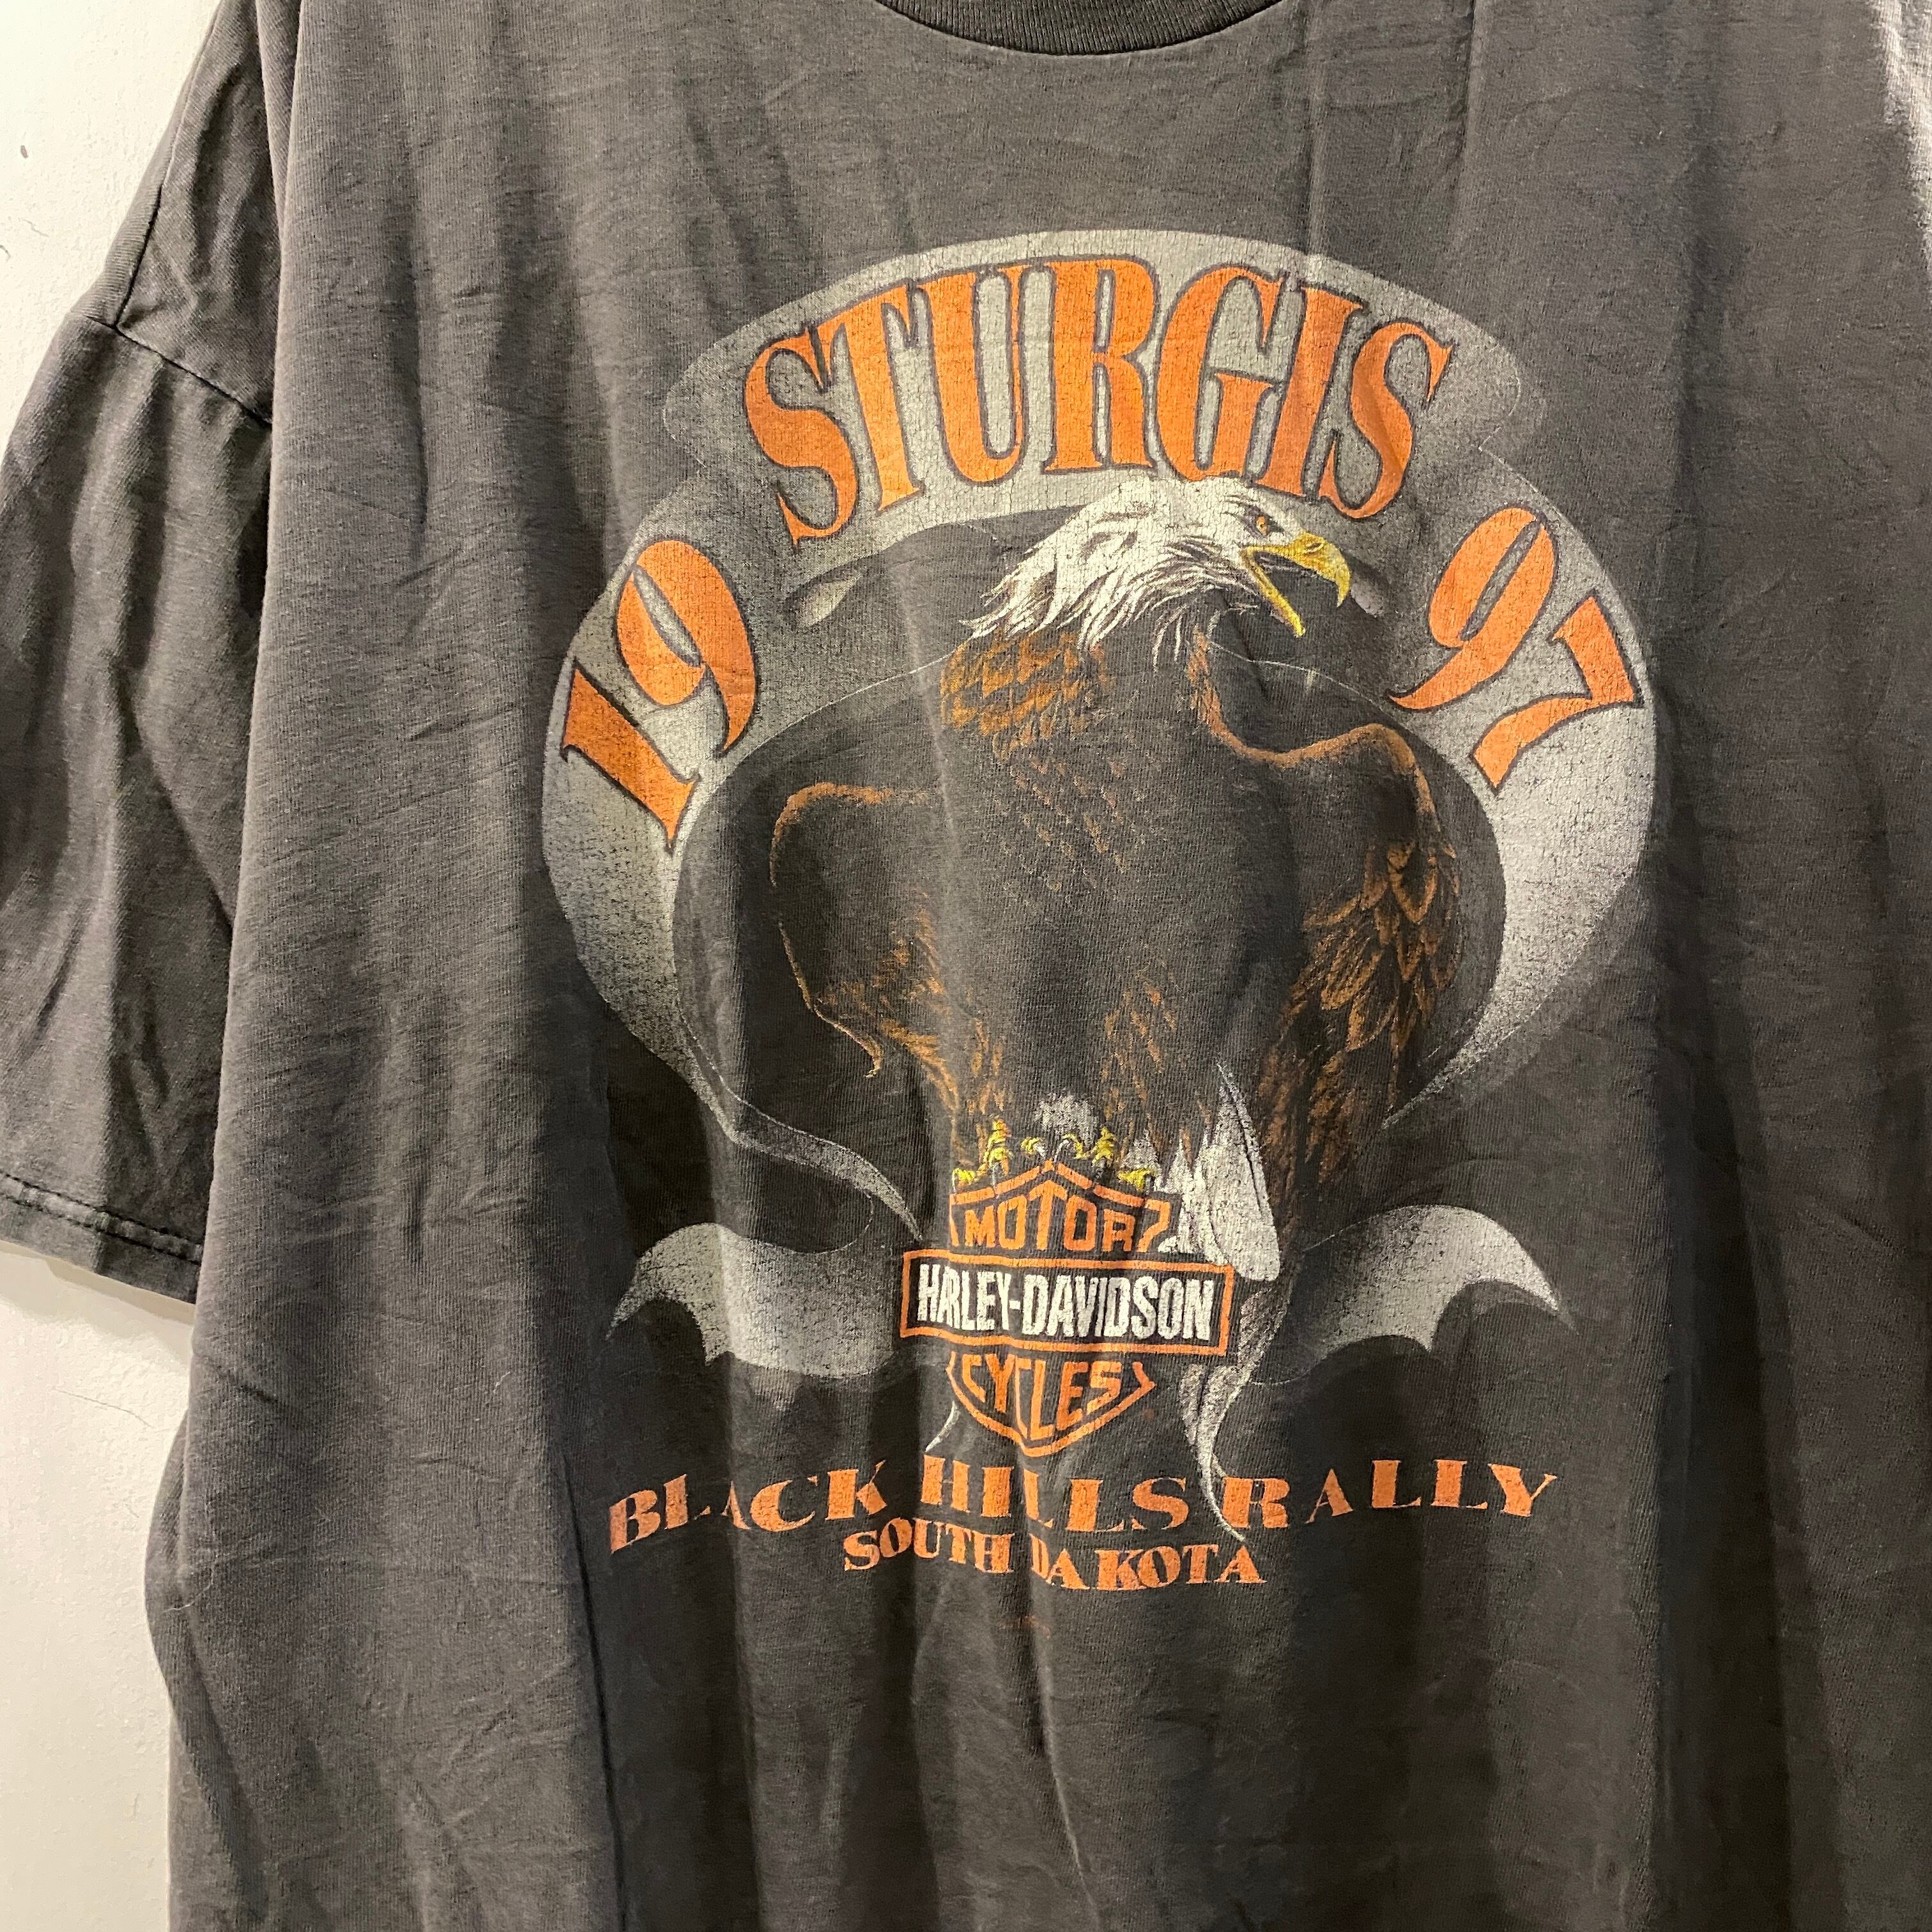 STURGIS
19 97
MOTOR
HARLEY-DAVIDSON
CYCLES
BLACK HILLS RALLY
SOUTH DAKOTA